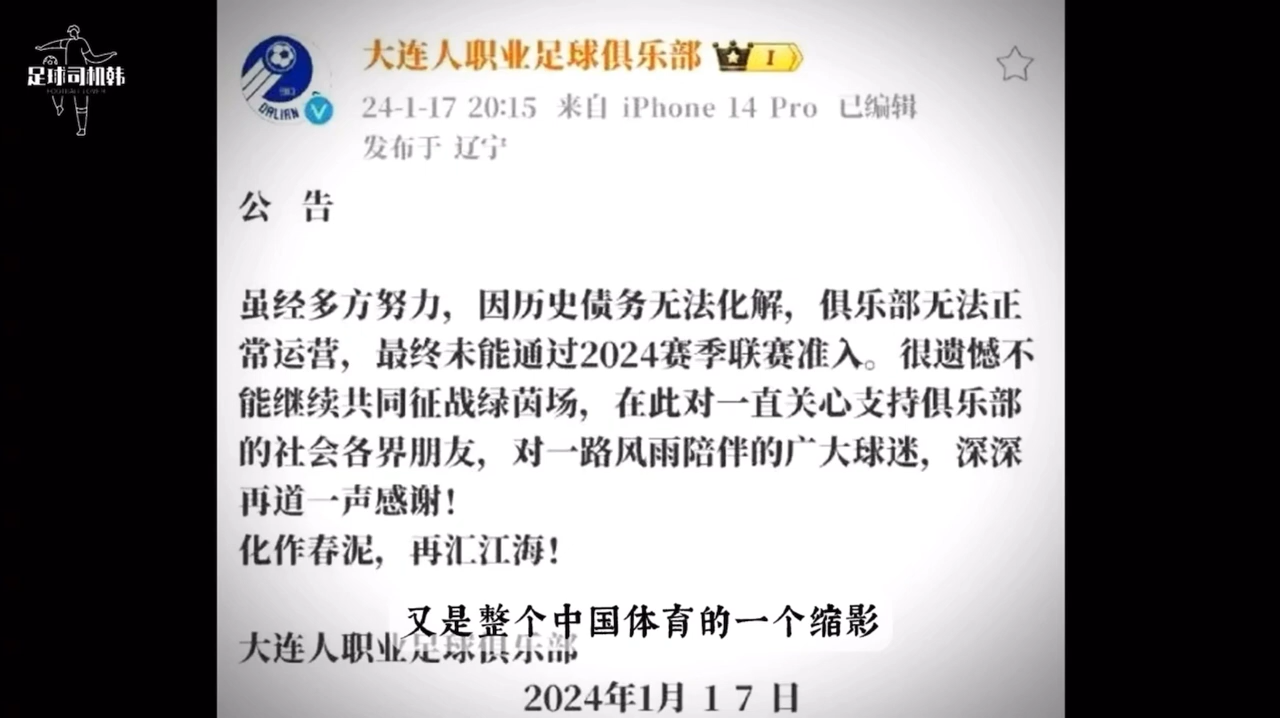 足球司机韩
FOOTBALL LOVER
DALIAN
大连人职业足球俱乐部 I
24-1-17 20:15 来自 iPhone 14 Pro 已编辑
发布于 辽宁
公 告
虽经多方努力，因历史债务无法化解，俱乐部无法正
常运营，最终未能通过2024赛季联赛准入。很遗憾不
能继续共同征战绿茵场，在此对一直关心支持俱乐部
的社会各界朋友，对一路风雨陪伴的广大球迷，深深
再道一声感谢！
化作春泥，再汇江海！
又是整个中国体育的一个缩影
大连人职业足球俱乐部
2024年1月 1 7 日